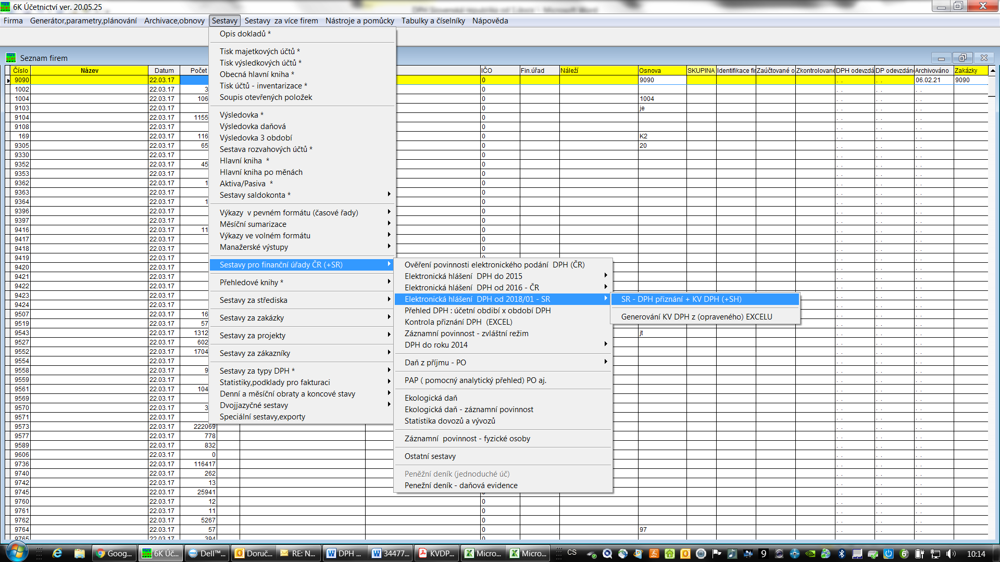 6K Účetnictví ver. 20.05.25
Firma Generátor,parametry,plánování Archivace,obnovy Sestavy Sestavy za více firem Nástroje a pomůcky Tabulky a číselníky Nápověda
Seznam firem
Číslo Název Datum Počet IČO Fin.úřad Náleží Osnova SKUPINA Identifikace fir Zaúčtované o Zkontrolované DPH odevzdá DP odevzdán Archivováno Zakázky
9090 22.03.17 0 9090 . . . . 06.02.21 9090
1002 22.03.17 3 0 . . . . . .
1004 22.03.17 106 0 1004 . . . . . .
9103 22.03.17 0 je . . . . . .
9104 22.03.17 1155 0 . . . . . .
9108 22.03.17 0 . . . . . .
169 22.03.17 116 0 K2 . . . . . .
9305 22.03.17 65 0 20 . . . . . .
9330 22.03.17 0 . . . . . .
9352 22.03.17 45 0 . . . . . .
9353 22.03.17 0 . . . . . .
9362 22.03.17 1 0 . . . . . .
9363 22.03.17 0 . . . . . .
9364 22.03.17 1 0 . . . . . .
9396 22.03.17 0 . . . . . .
9397 22.03.17 0 . . . . . .
9416 22.03.17 11 0 . . . . . .
9417 22.03.17 0 . . . . . .
9418 22.03.17 0 . . . . . .
9419 22.03.17 . . . . . .
9420 22.03.17 . . . . . .
9421 22.03.17 . . . . . .
9422 22.03.17 . . . . . .
9423 22.03.17 . . . . . .
9424 22.03.17 . . . . . .
9507 22.03.17 16 . . . . . .
9519 22.03.17 57 . . . . . .
9543 22.03.17 1312 jt . . . . . .
9527 22.03.17 602 . . . . . .
9552 22.03.17 1704 . . . . . .
9554 22.03.17 . . . . . .
9558 22.03.17 9 . . . . . .
9559 22.03.17 . . . . . .
9561 22.03.17 104 . . . . . .
9569 22.03.17 . . . . . .
9570 22.03.17 3 . . . . . .
9571 22.03.17 . . . . . .
9573 22.03.17 222069 . . . . . .
9577 22.03.17 778 . . . . . .
9589 22.03.17 832 . . . . . .
9606 22.03.17 0 . . . . . .
9736 22.03.17 116417 . . . . . .
9740 22.03.17 262 . . . . . .
9742 22.03.17 13 . . . . . .
9745 22.03.17 25941 . . . . . .
9760 22.03.17 12 0 . . . . . .
9761 22.03.17 11 0 . . . . . .
9762 22.03.17 5267 0 . . . . . .
9764 22.03.17 57 0 97 . . . . . .
9765 22.03.17 394 0 . . . . . .
Opis dokladů *
Tisk majetkových účtů *
Tisk výsledkových účtů *
Obecná hlavní kniha *
Tisk účtů - inventarizace *
Soupis otevřených položek
Výsledovka *
Výsledovka daňová
Výsledovka 3 období
Sestava rozvahových účtů *
Hlavní kniha *
Hlavní kniha po měnách
Aktiva/Pasiva *
Sestavy saldokonta *
Výkazy v pevném formátu (časové řady)
Měsíční sumarizace
Výkazy ve volném formátu
Manažerské výstupy
Sestavy pro finanční úřady ČR (+SR)
Přehledové knihy *
Sestavy za střediska
Sestavy za zakázky
Sestavy za projekty
Sestavy za zákazníky
Sestavy za typy DPH *
Statistiky,podklady pro fakturaci
Denní a měsíční obraty a koncové stavy
Dvojjazyčné sestavy
Speciální sestavy,exporty
Ověření povinnosti elektronického podání DPH (ČR)
Elektronická hlášení DPH do 2015
Elektronická hlášení DPH od 2016 - ČR
Elektronická hlášení DPH od 2018/01 - SR
Přehled DPH : účetní obdibí x období DPH
Kontrola přiznání DPH (EXCEL)
Záznamní povinnost - zvláštní režim
DPH do roku 2014
Daň z příjmu - PO
PAP ( pomocný analytický přehled) PO aj.
Ekologická daň
Ekologická daň - záznamní povinnost
Statistika dovozů a vývozů
Záznamní povinnost - fyzické osoby
Ostatní sestavy
Peněžní deník (jednoduché úč)
Penežní deník - daňová evidence
SR - DPH přiznání + KV DPH (+SH)
Generování KV DPH z (opraveného) EXCELU
Goog... 6K Úč... Dell™... Doruč... RE: N... DPH ... 34477... KVDP... Micro... Micro... CS 9 10:14